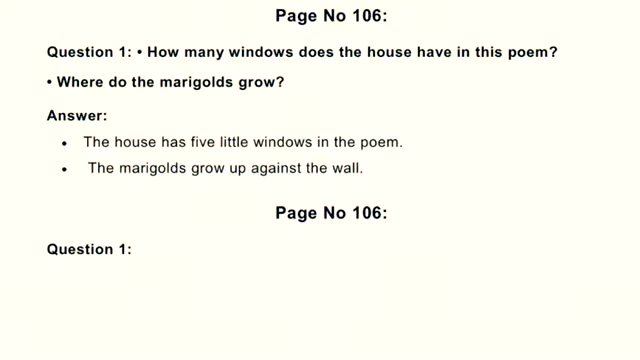 Page No 106:
Question 1: • How many windows does the house have in this poem?
• Where do the marigolds grow?
Answer:
• The house has five little windows in the poem.
• The marigolds grow up against the wall.
Page No 106:
Question 1: